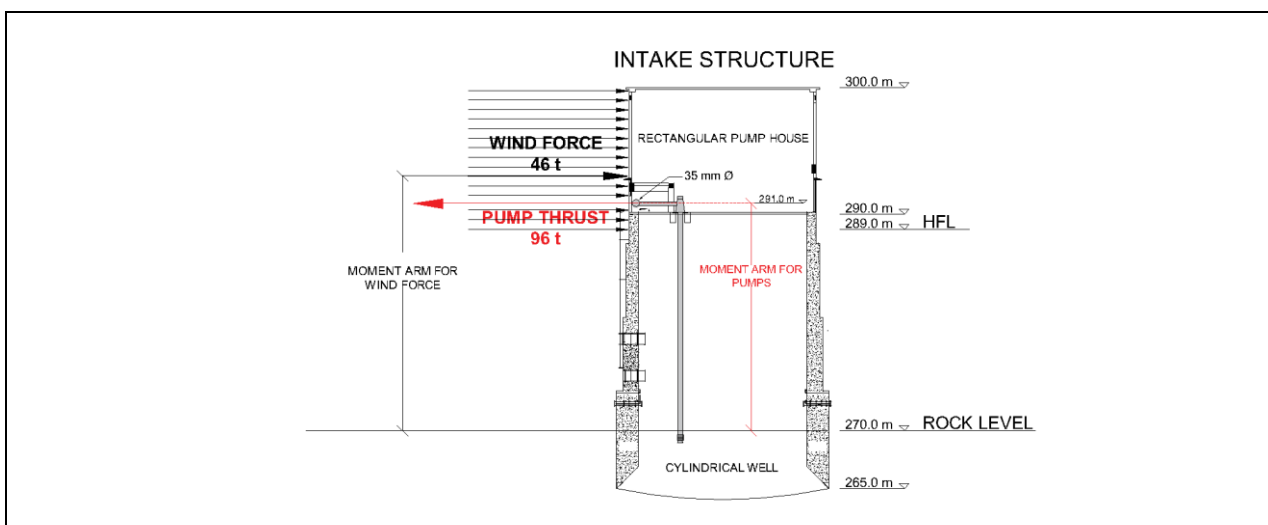 INTAKE STRUCTURE
300.0 m
WIND FORCE
46 t
RECTANGULAR PUMP HOUSE
35 mm Ø
291.0 m
PUMP THRUST
96 t
290.0 m
289.0 m HFL
MOMENT ARM FOR
WIND FORCE
MOMENT ARM FOR
PUMPS
270.0 m ROCK LEVEL
CYLINDRICAL WELL
265.0 m